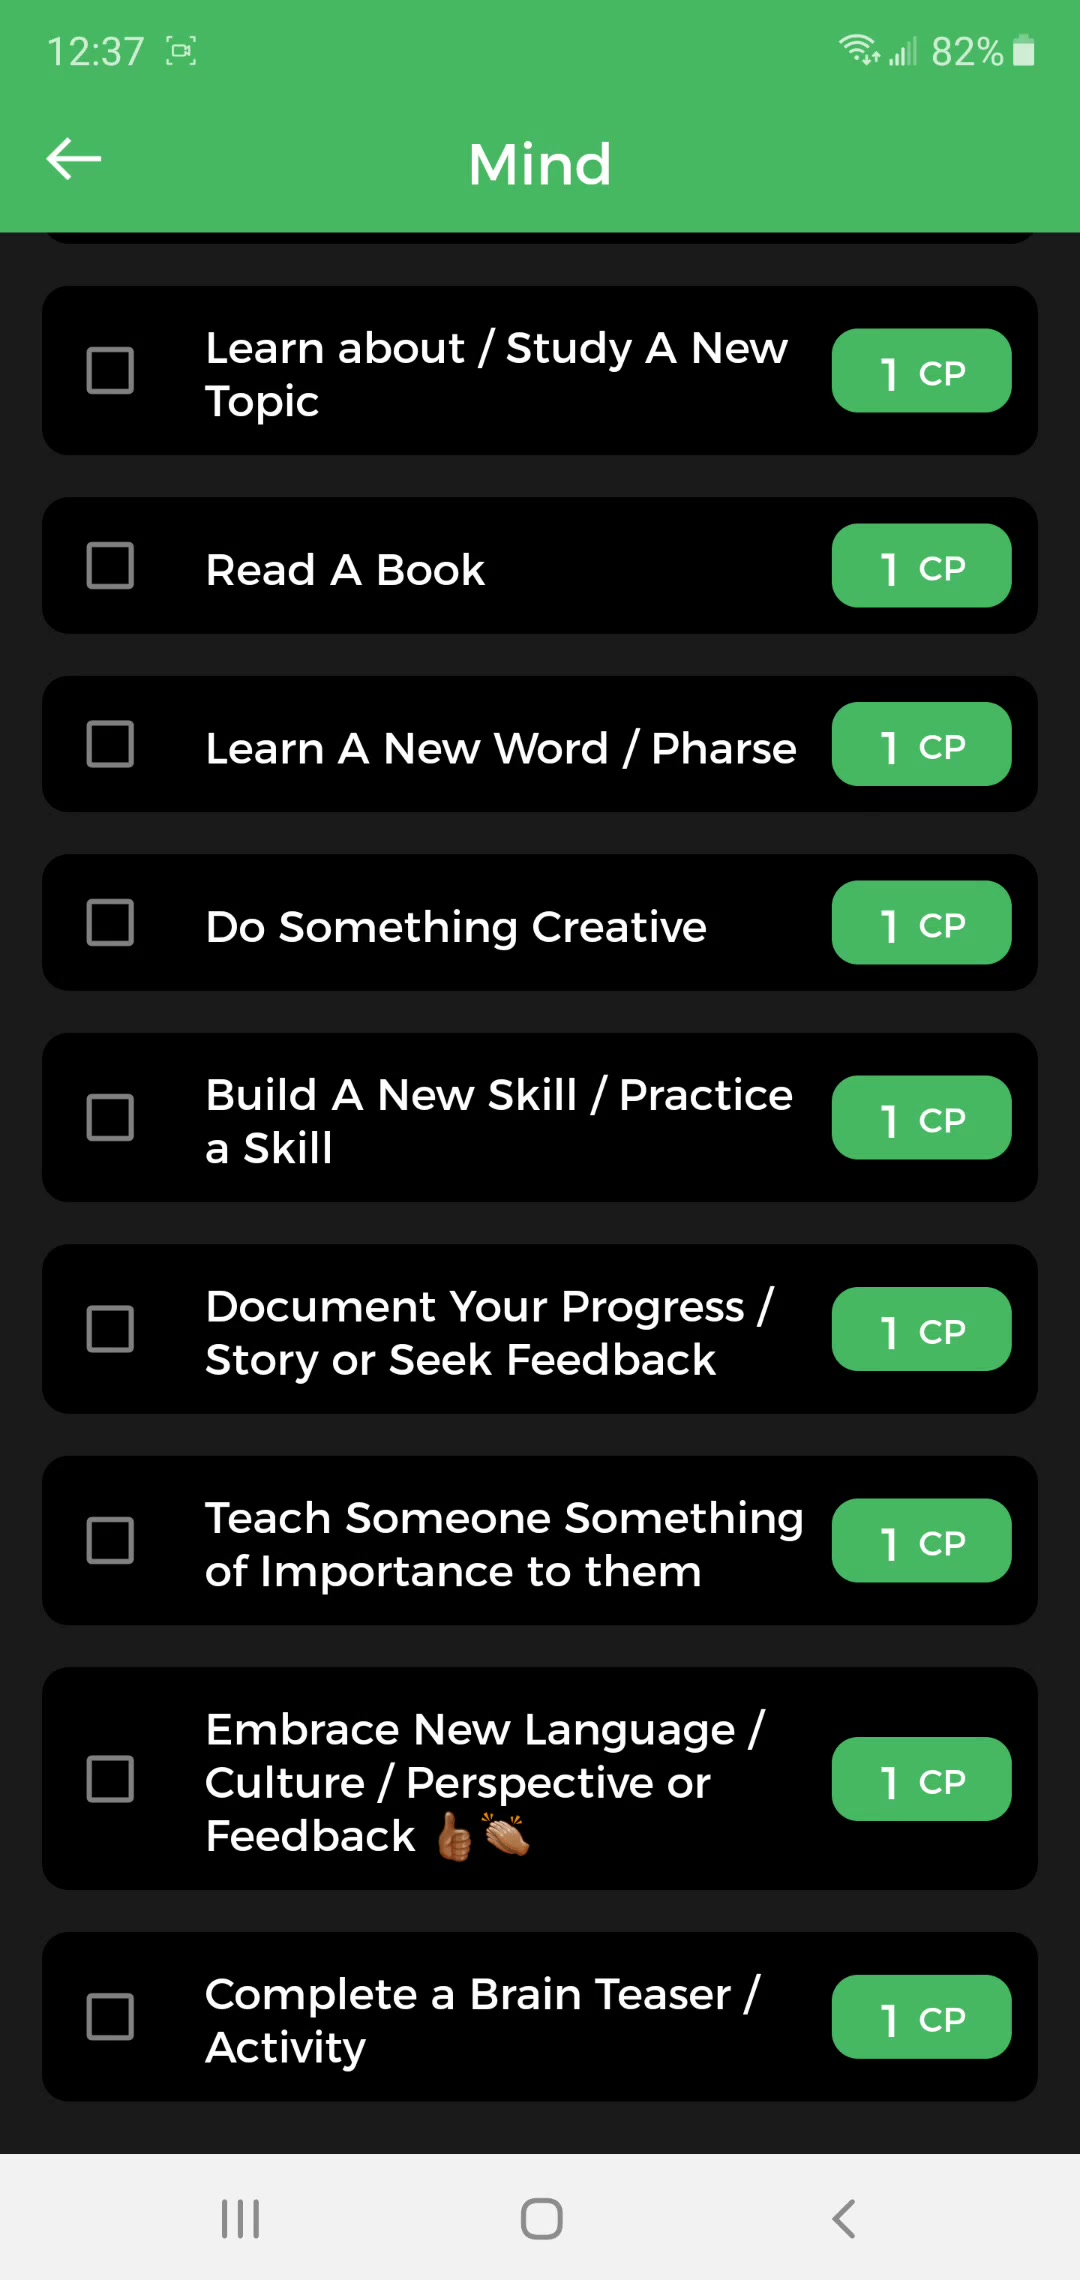 12:37
82%
Mind
Learn about / Study A New
Topic
1 CP
Read A Book
1 CP
Learn A New Word / Pharse
1 CP
Do Something Creative
1 CP
Build A New Skill / Practice
a Skill
1 CP
Document Your Progress /
Story or Seek Feedback
1 CP
Teach Someone Something
of Importance to them
1 CP
Embrace New Language /
Culture / Perspective or
Feedback 👍🏾👏🏽
1 CP
Complete a Brain Teaser /
Activity
1 CP